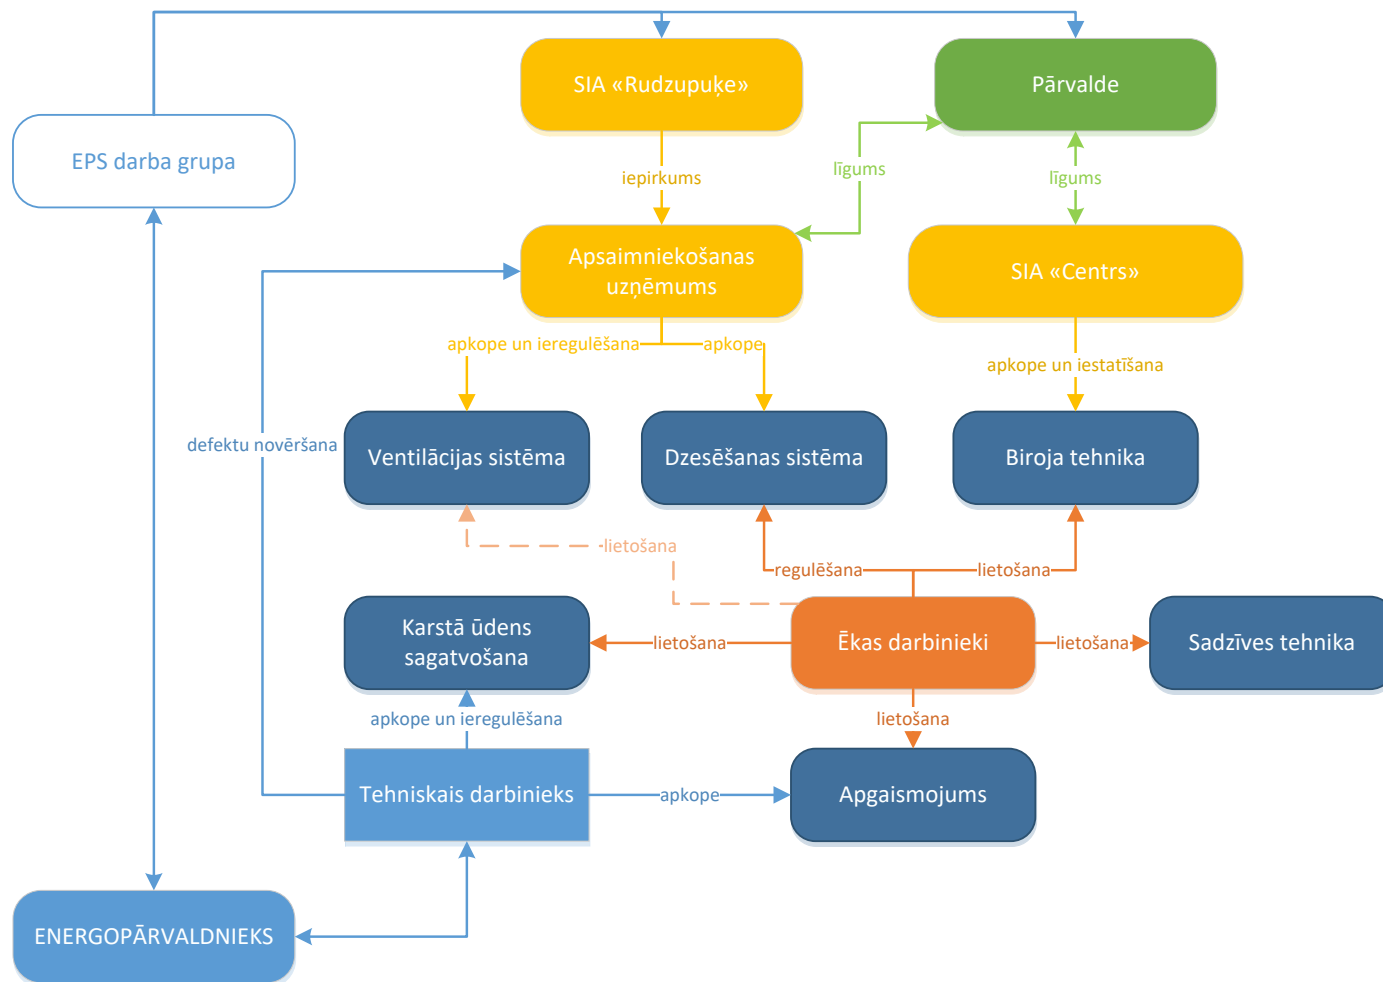 SIA «Rudzupuķe»
Pārvalde
EPS darba grupa
iepirkums
līgums
līgums
Apsaimniekošanas
uzņēmums
SIA «Centrs»
apkope un ieregulēšana
apkope
apkope un iestatīšana
defektu novēršana
Ventilācijas sistēma
Dzesēšanas sistēma
Biroja tehnika
lietošana
regulēšana
lietošana
Karstā ūdens
sagatvošana
lietošana
Ēkas darbinieki
lietošana
Sadzīves tehnika
apkope un ieregulēšana
lietošana
Tehniskais darbinieks
apkope
Apgaismojums
ENERGOPĀRVALDNIEKS